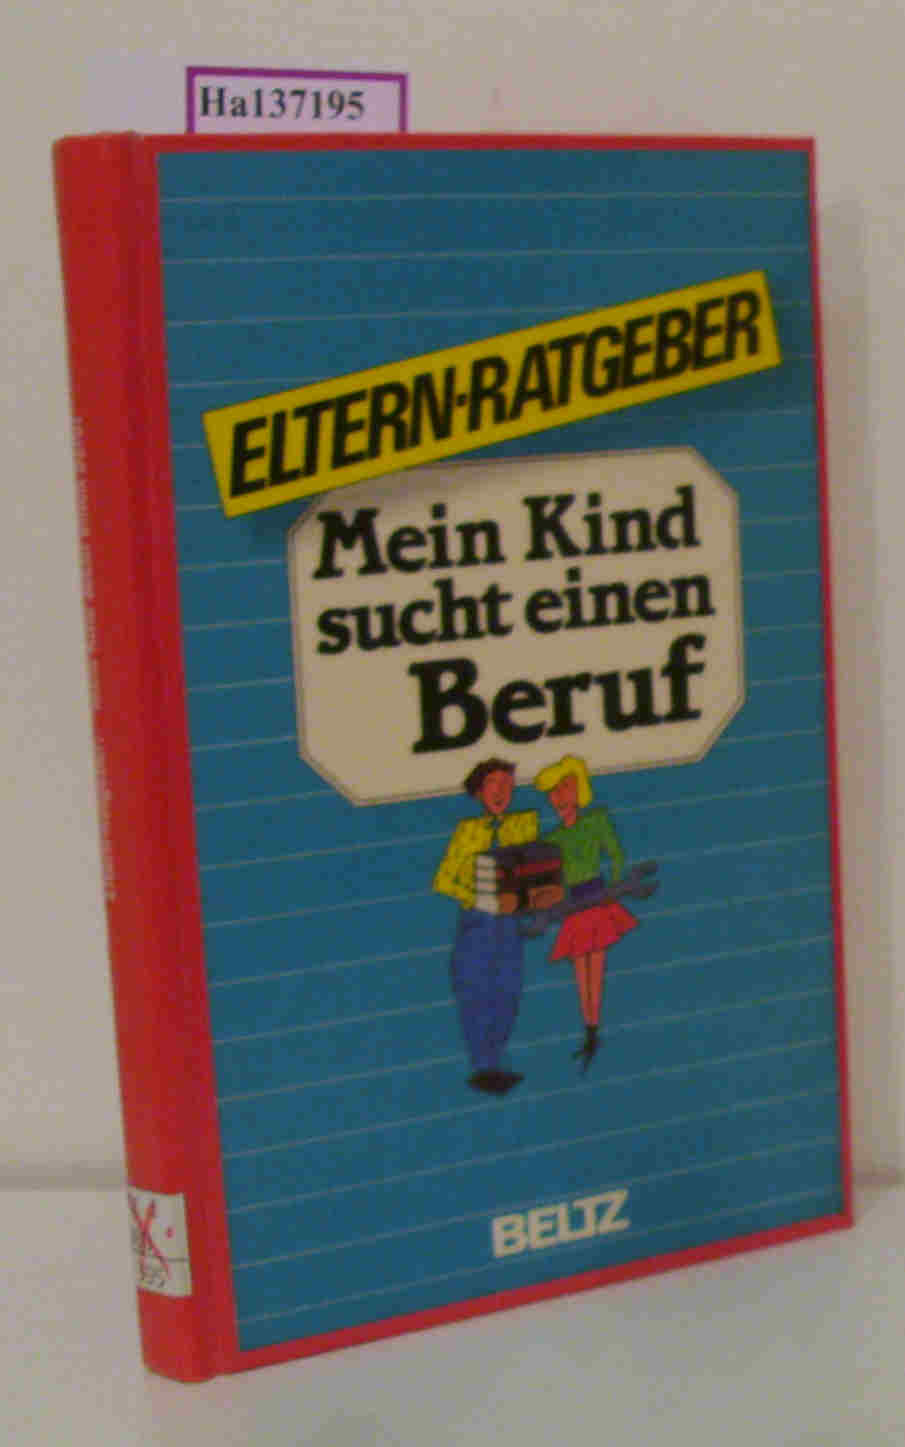 Ha137195
ELTERN-RATGEBER
Mein Kind
sucht einen
Beruf
BELTZ